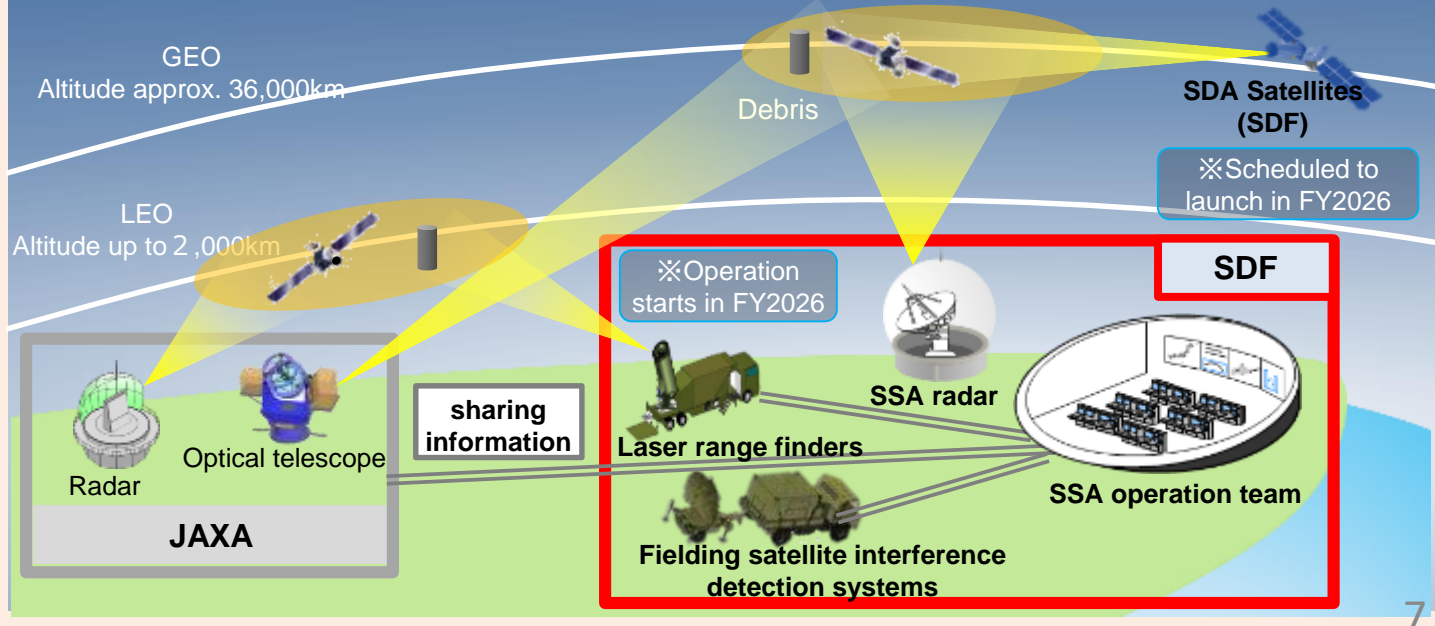 GEO
Altitude approx. 36,000km
Debris
SDA Satellites
(SDF)
※Scheduled to
launch in FY2026
LEO
Altitude up to 2 ,000km
※Operation
starts in FY2026
SDF
sharing
information
SSA radar
Laser range finders
Optical telescope
Radar
SSA operation team
JAXA
Fielding satellite interference
detection systems
7